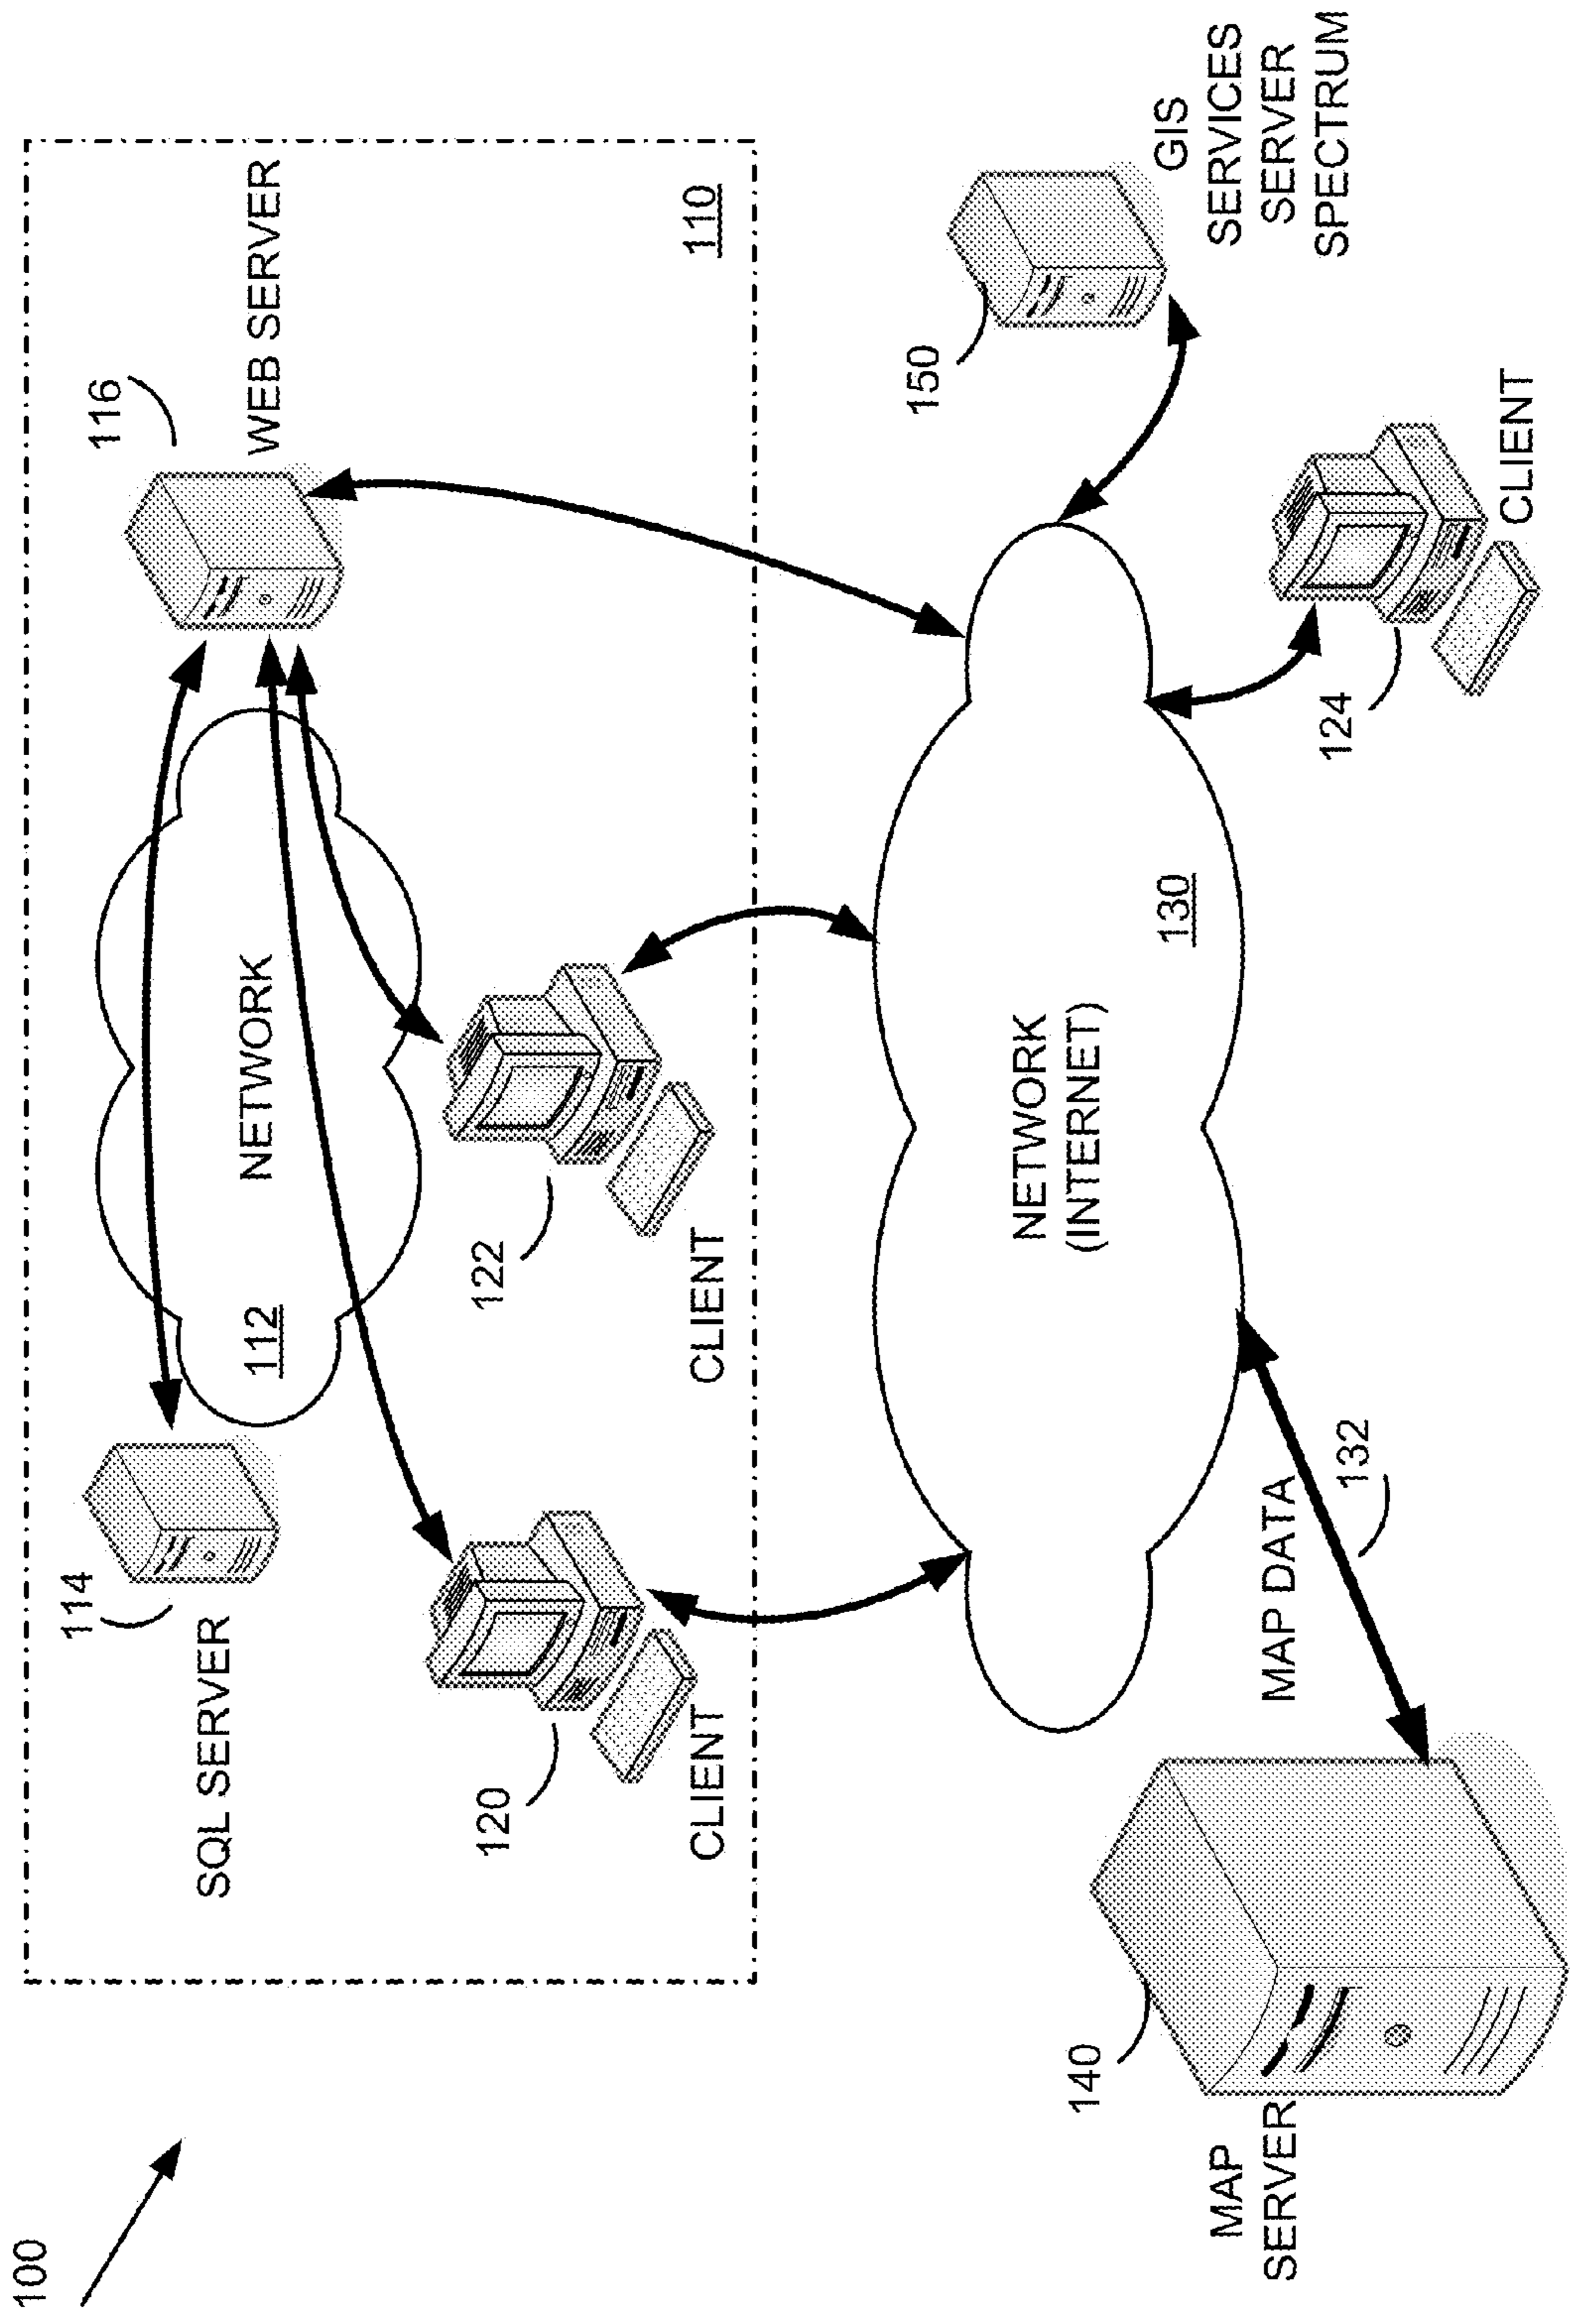 100
114
SQL SERVER
116
WEB SERVER
NETWORK
112
120
CLIENT
122
CLIENT
110
NETWORK
(INTERNET)
130
150
GIS
SERVICES
SERVER
SPECTRUM
124
CLIENT
MAP DATA
132
140
MAP
SERVER